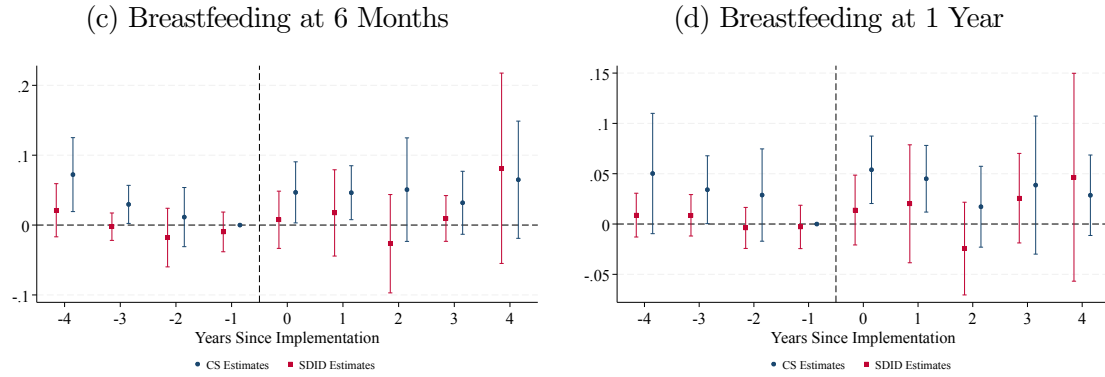 (c) Breastfeeding at 6 Months
.2
.1
0
-.1
-4 -3 -2 -1 0 1 2 3 4
Years Since Implementation
CS Estimates SDID Estimates
(d) Breastfeeding at 1 Year
.15
.1
.05
0
-.05
-4 -3 -2 -1 0 1 2 3 4
Years Since Implementation
CS Estimates SDID Estimates